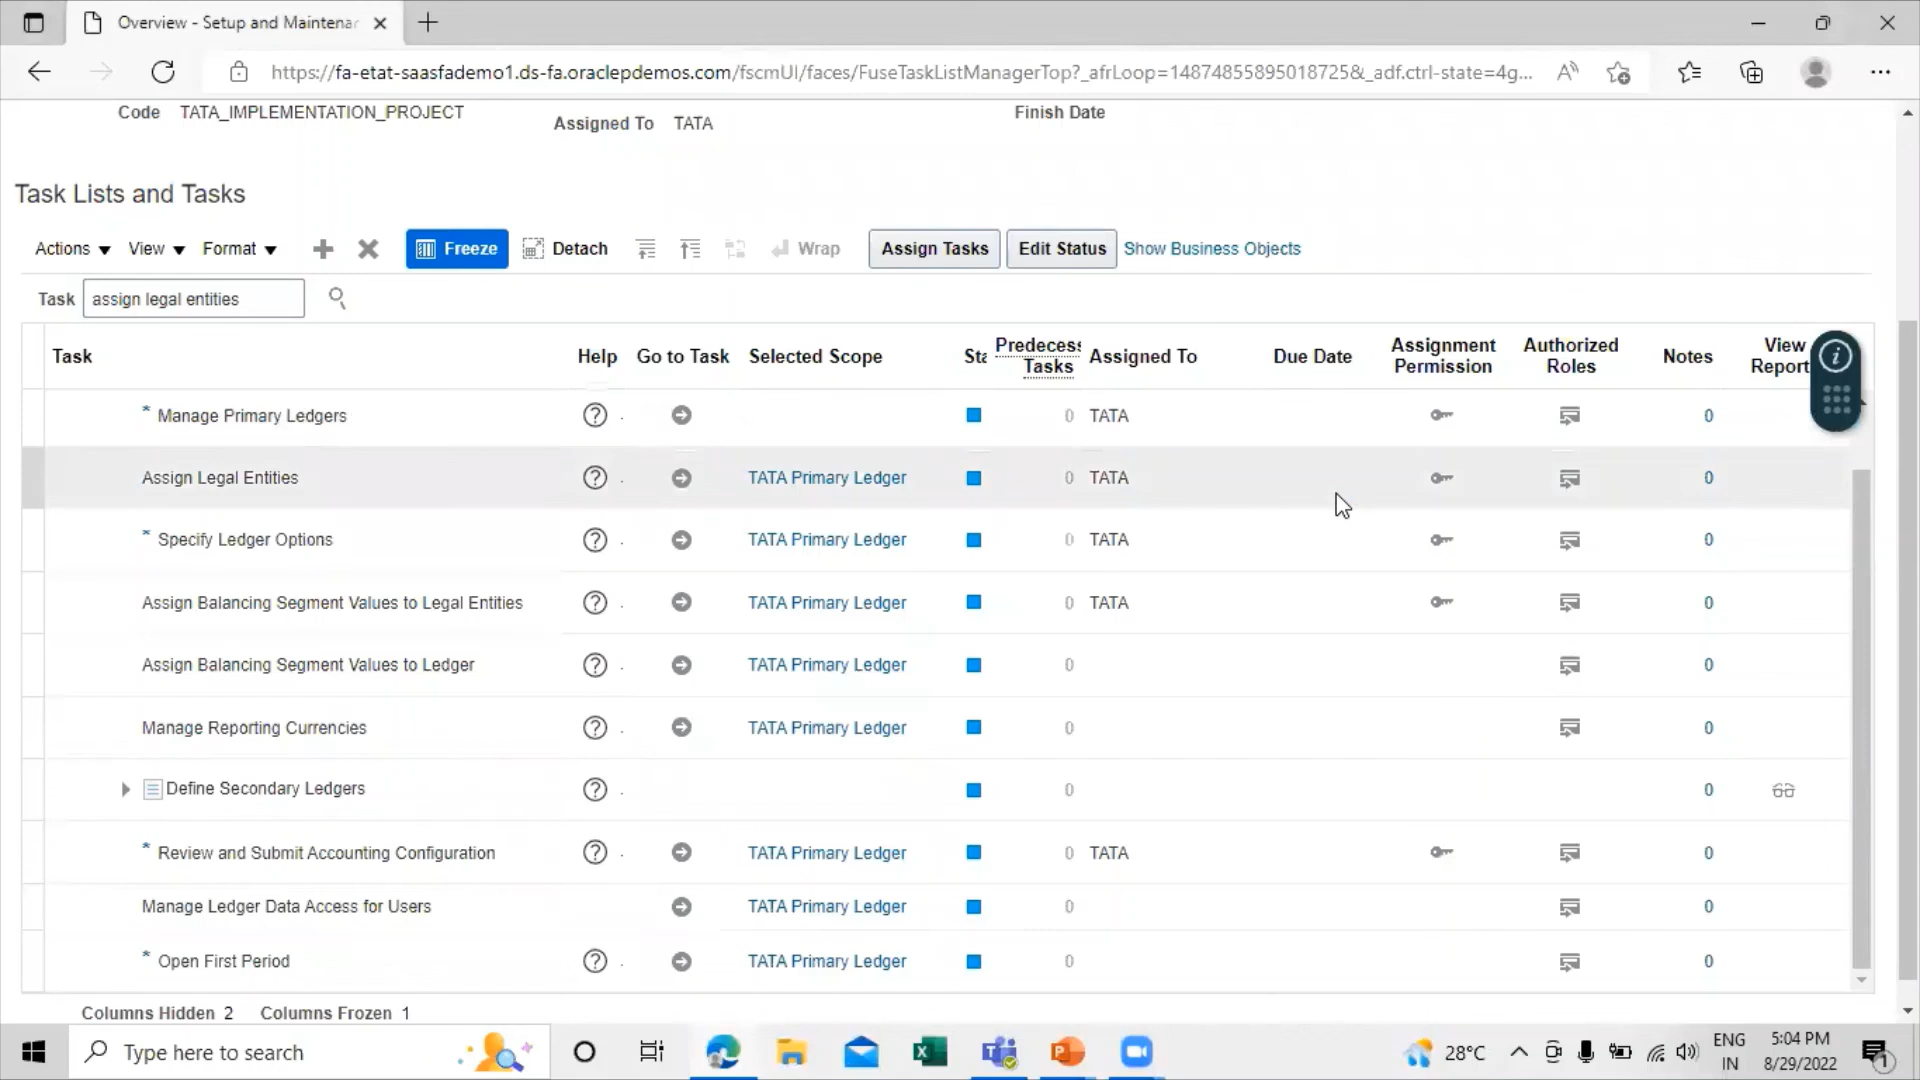 Overview - Setup and Maintenan
https://fa-etat-saasfademo1.ds-fa.oraclepdemos.com/fscmUI/faces/FuseTaskListManagerTop?_afrLoop=14874855895018725&_adf.ctrl-state=4g...
Code TATA_IMPLEMENTATION_PROJECT
Assigned To TATA
Finish Date
Task Lists and Tasks
Actions View Format Freeze Detach Wrap Assign Tasks Edit Status Show Business Objects
Task assign legal entities
Task Help Go to Task Selected Scope Sta Predecess Tasks Assigned To Due Date Assignment Permission Authorized Roles Notes View Report
* Manage Primary Ledgers 0 TATA 0
Assign Legal Entities TATA Primary Ledger 0 TATA 0
* Specify Ledger Options TATA Primary Ledger 0 TATA 0
Assign Balancing Segment Values to Legal Entities TATA Primary Ledger 0 TATA 0
Assign Balancing Segment Values to Ledger TATA Primary Ledger 0 0
Manage Reporting Currencies TATA Primary Ledger 0 0
Define Secondary Ledgers 0 0
* Review and Submit Accounting Configuration TATA Primary Ledger 0 TATA 0
Manage Ledger Data Access for Users TATA Primary Ledger 0 0
* Open First Period TATA Primary Ledger 0 0
Columns Hidden 2 Columns Frozen 1
Type here to search 28°C ENG 5:04 PM
IN 8/29/2022 1